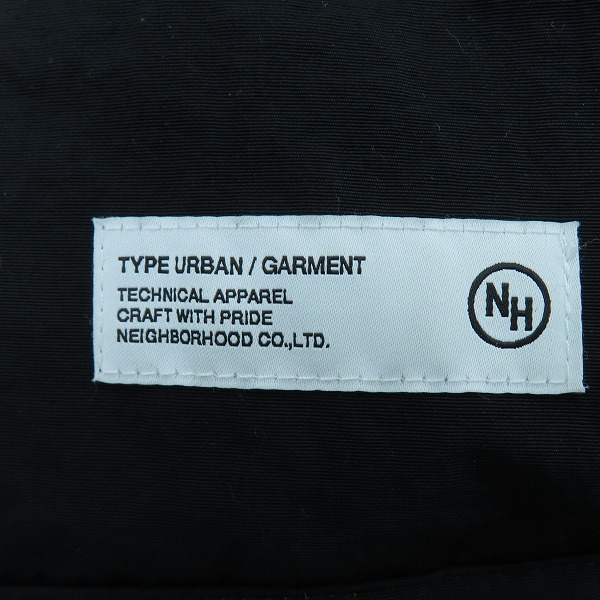 TYPE URBAN / GARMENT
TECHNICAL APPAREL
CRAFT WITH PRIDE
NEIGHBORHOOD CO.,LTD.
NH